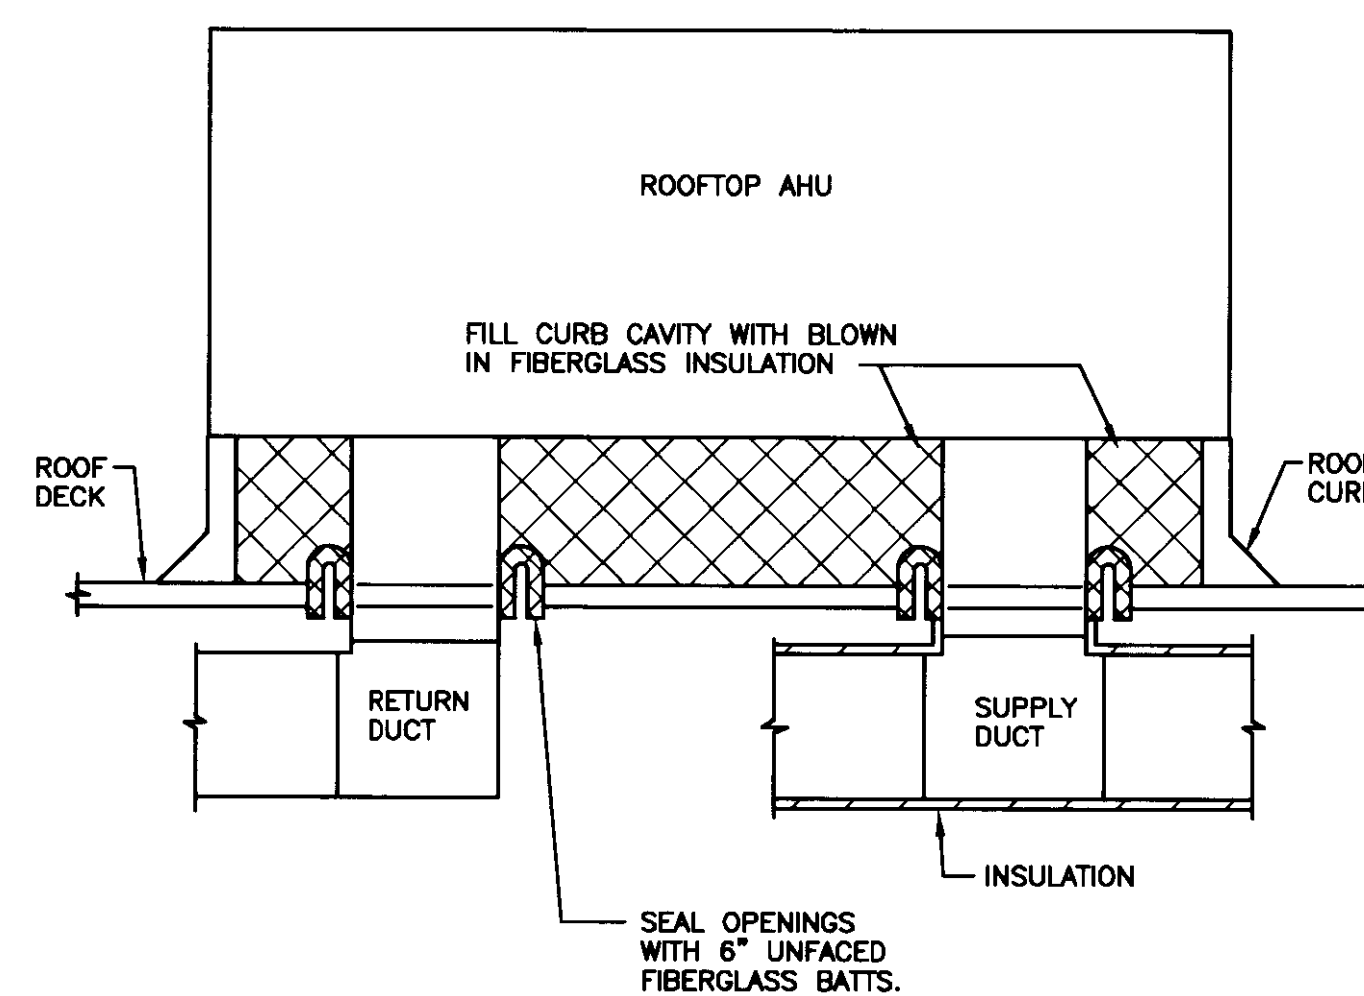 ROOFTOP AHU
FILL CURB CAVITY WITH BLOWN
IN FIBERGLASS INSULATION
ROOF
DECK
RETURN
DUCT
SUPPLY
DUCT
INSULATION
SEAL OPENINGS
WITH 6" UNFACED
FIBERGLASS BATTS.